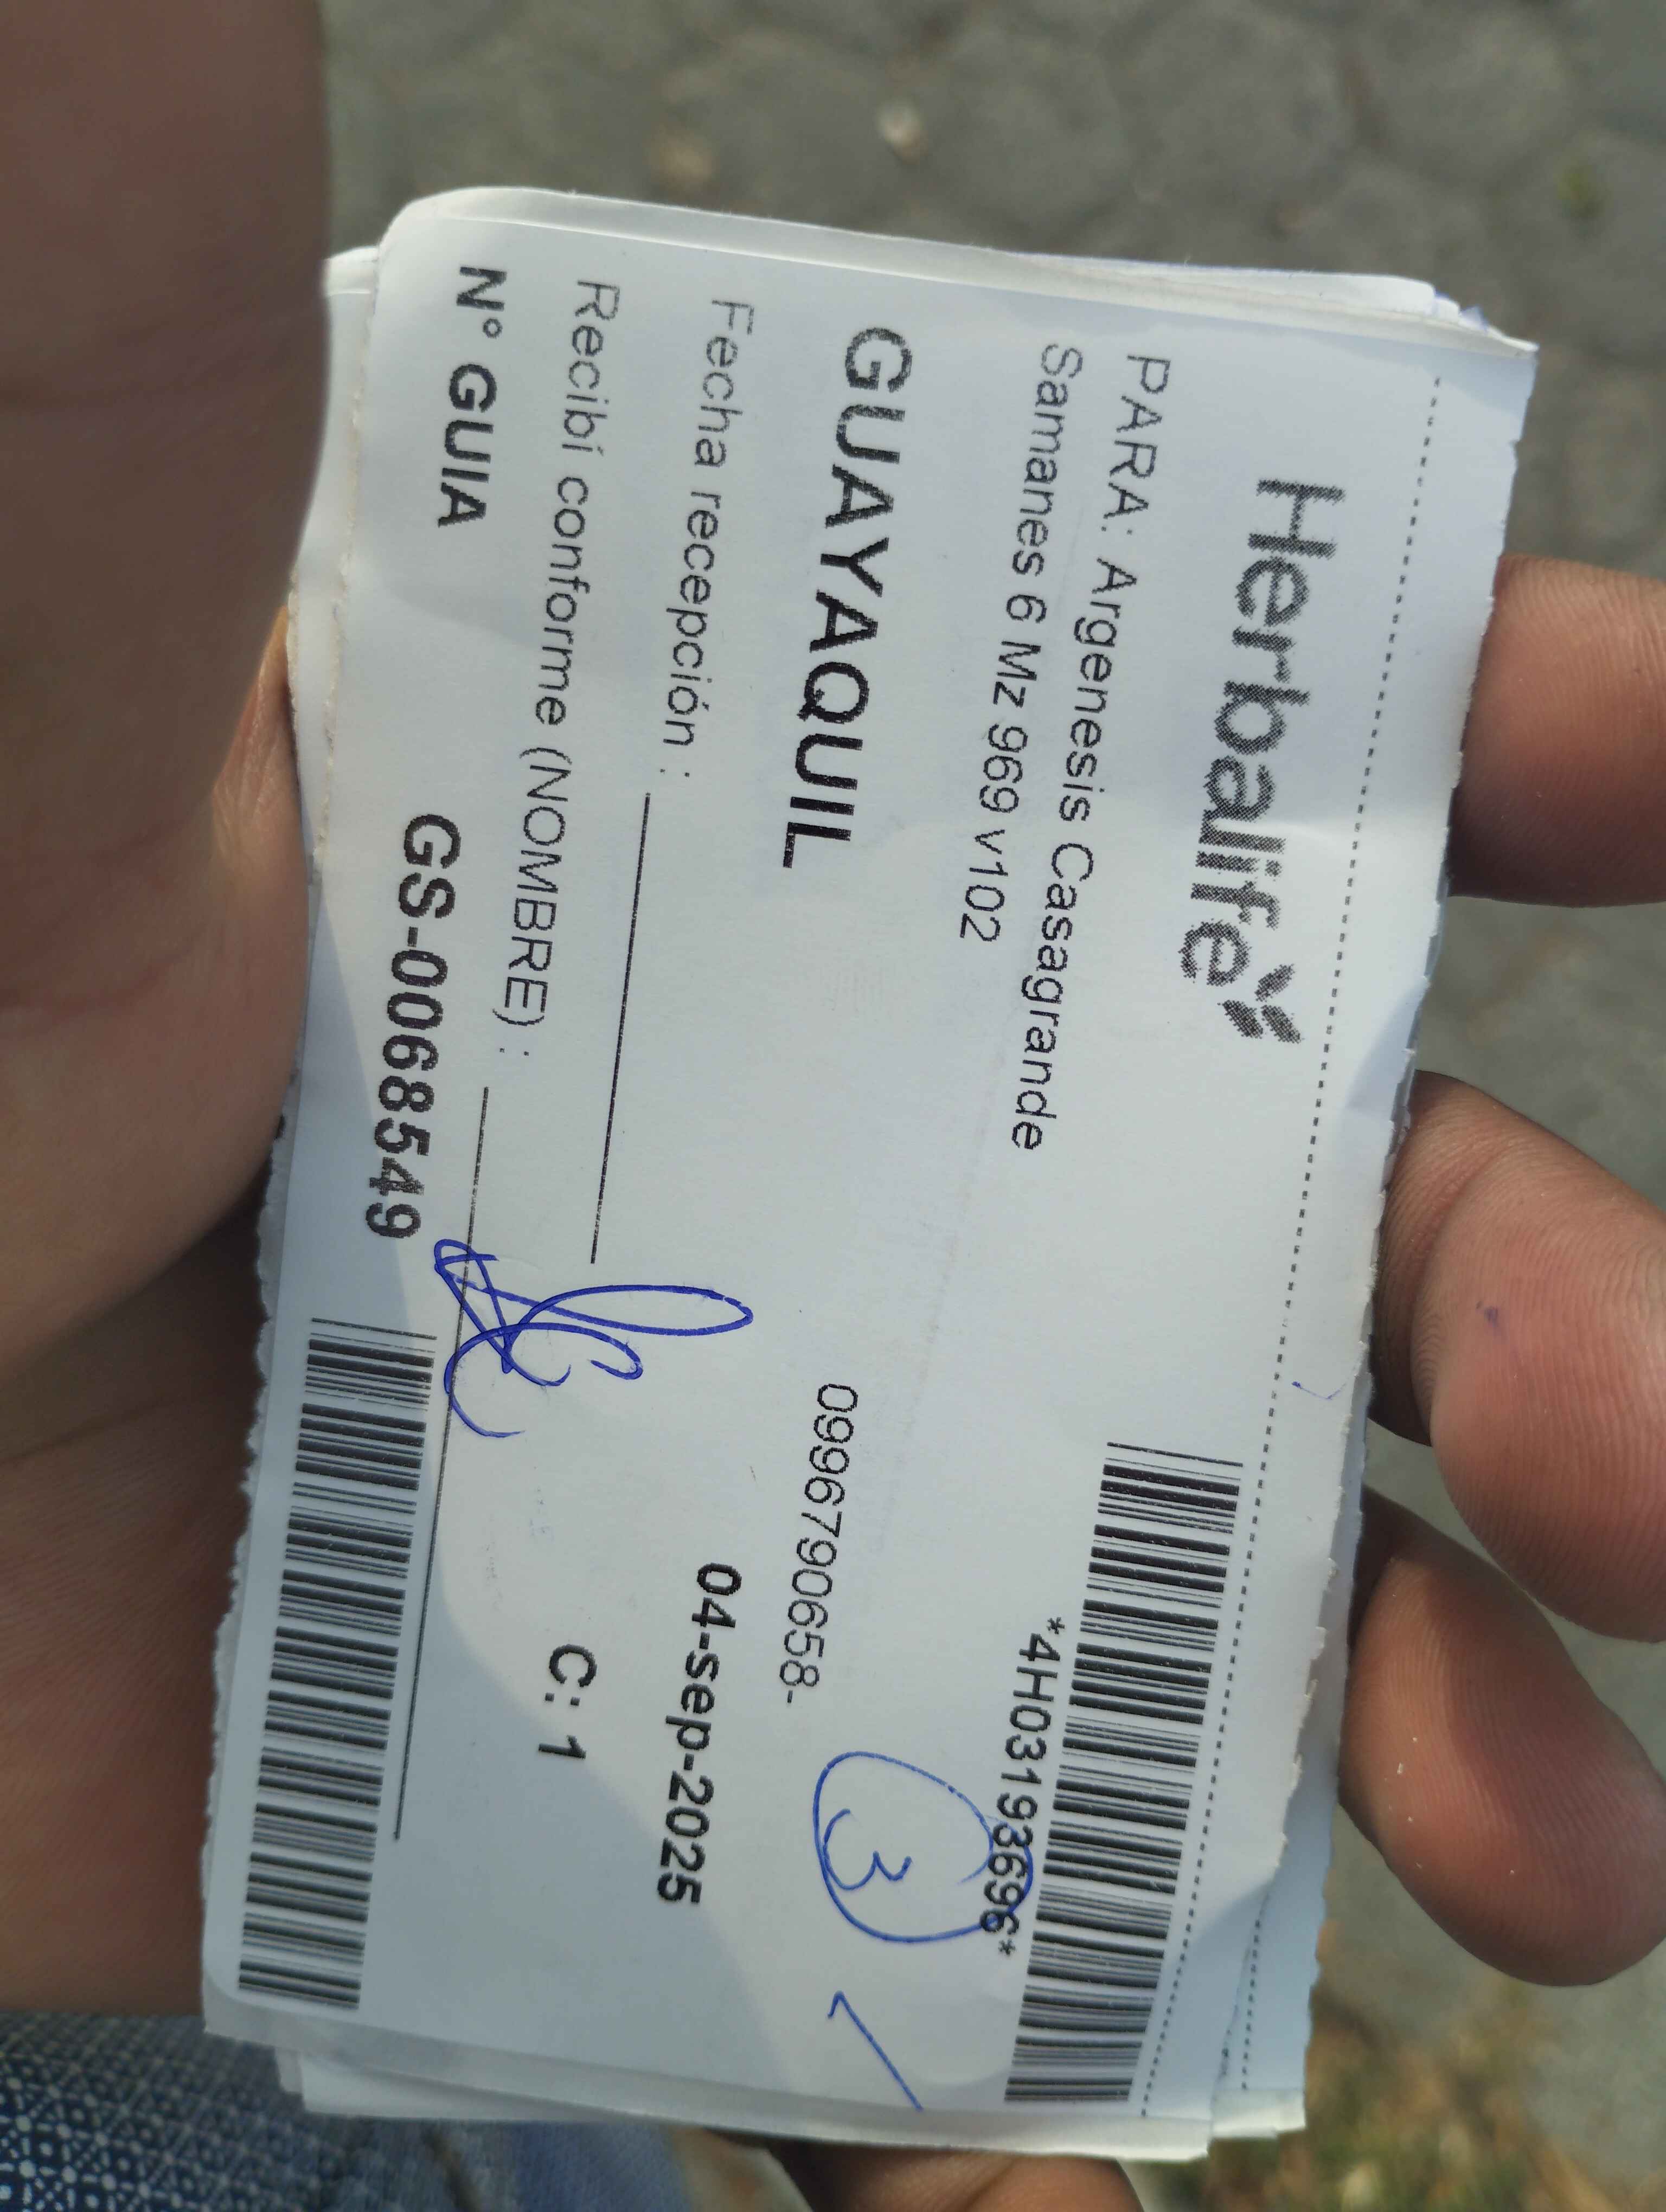 Herbalife
*4H03193696*
PARA: Argenesis Casagrande
Samanes 6 Mz 969 v102
3
GUAYAQUIL
0996790658-
Fecha recepción :
04-sep-2025
Recibí conforme (NOMBRE) :
C: 1
N° GUIA
GS-00685549